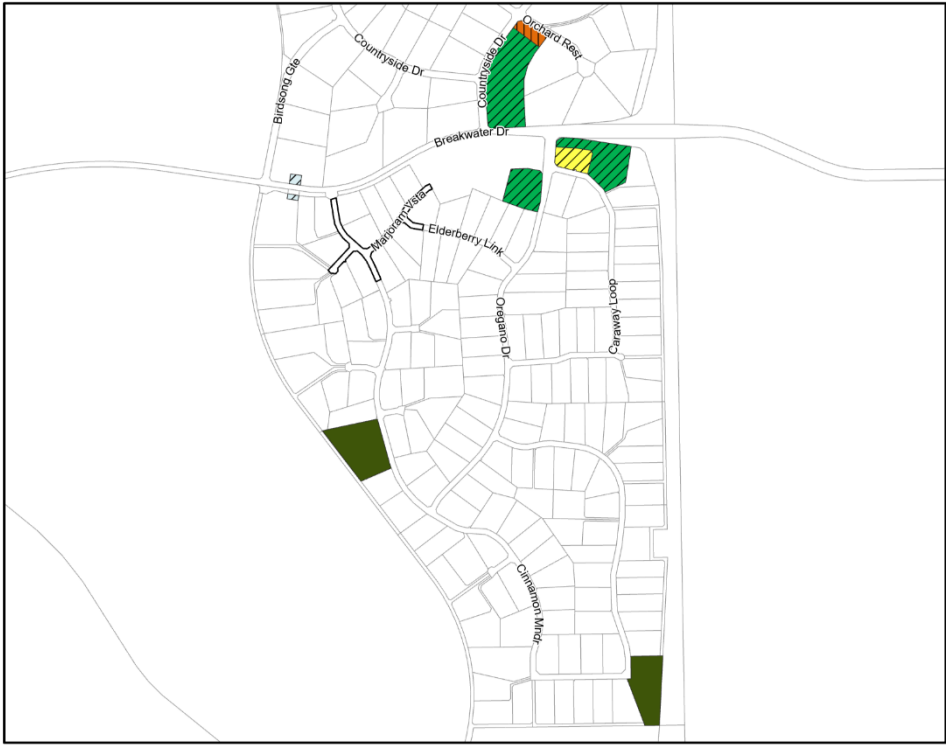 Orchard Rest
Countryside Dr
Countryside Dr
Birdsong Gte
Breakwater Dr
Marjoram Vsta
Elderberry Link
Oregano Dr
Caraway Loop
Cinnamon Mndr